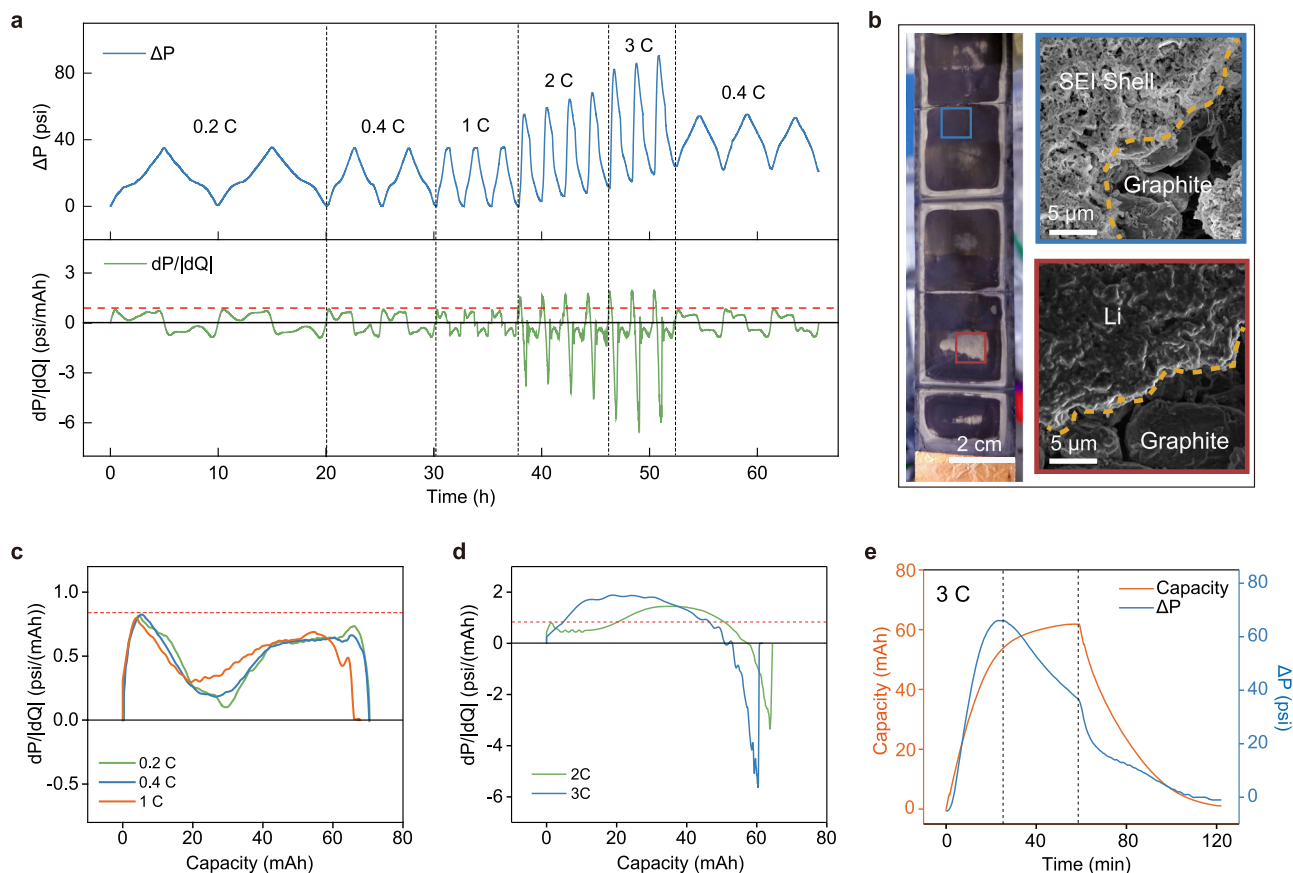 a
ΔP
80
40
0
ΔP (psi)
0.2 C
0.4 C
1 C
2 C
3 C
0.4 C
dP/|dQ|
3
0
-3
-6
dP/|dQ| (psi/mAh)
0
10
20
30
40
50
60
Time (h)
b
2 cm
SEI Shell
Graphite
5 μm
Li
Graphite
5 μm
c
1.0
0.5
0.0
-0.5
dP/|dQ| (psi/(mAh))
0.2 C
0.4 C
1 C
0
20
40
60
80
Capacity (mAh)
d
2
0
2
4
6
-6
dP/|dQ| (psi/(mAh))
2C
3C
0
20
40
60
80
Capacity (mAh)
e
3 C
Capacity
ΔP
80
60
40
20
0
Capacity (mAh)
80
60
40
20
0
ΔP (psi)
0
40
80
120
Time (min)